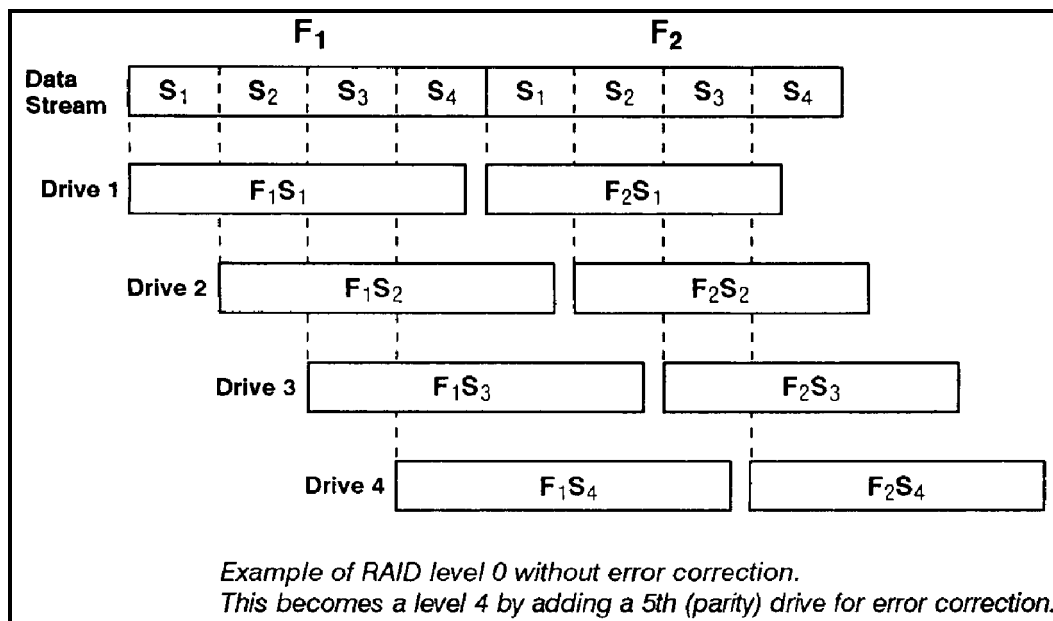 F₁ F₂
Data Stream
S₁ S₂ S₃ S₄ S₁ S₂ S₃ S₄
Drive 1 F₁S₁ F₂S₁
Drive 2 F₁S₂ F₂S₂
Drive 3 F₁S₃ F₂S₃
Drive 4 F₁S₄ F₂S₄
Example of RAID level 0 without error correction.
This becomes a level 4 by adding a 5th (parity) drive for error correction.